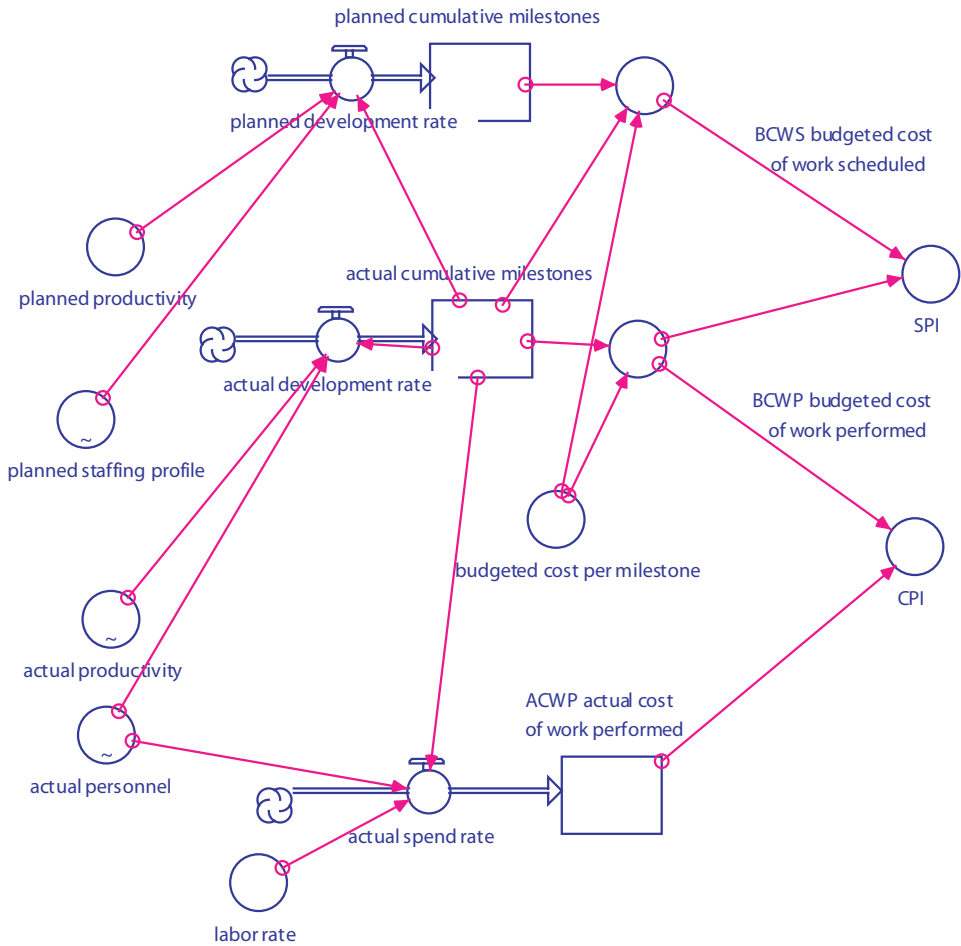 planned cumulative milestones
planned development rate
BCWS budgeted cost
of work scheduled
planned productivity
actual cumulative milestones
SPI
actual development rate
BCWP budgeted cost
of work performed
planned staffing profile
budgeted cost per milestone
CPI
~
~
actual productivity
ACWP actual cost
of work performed
~
actual personnel
actual spend rate
labor rate